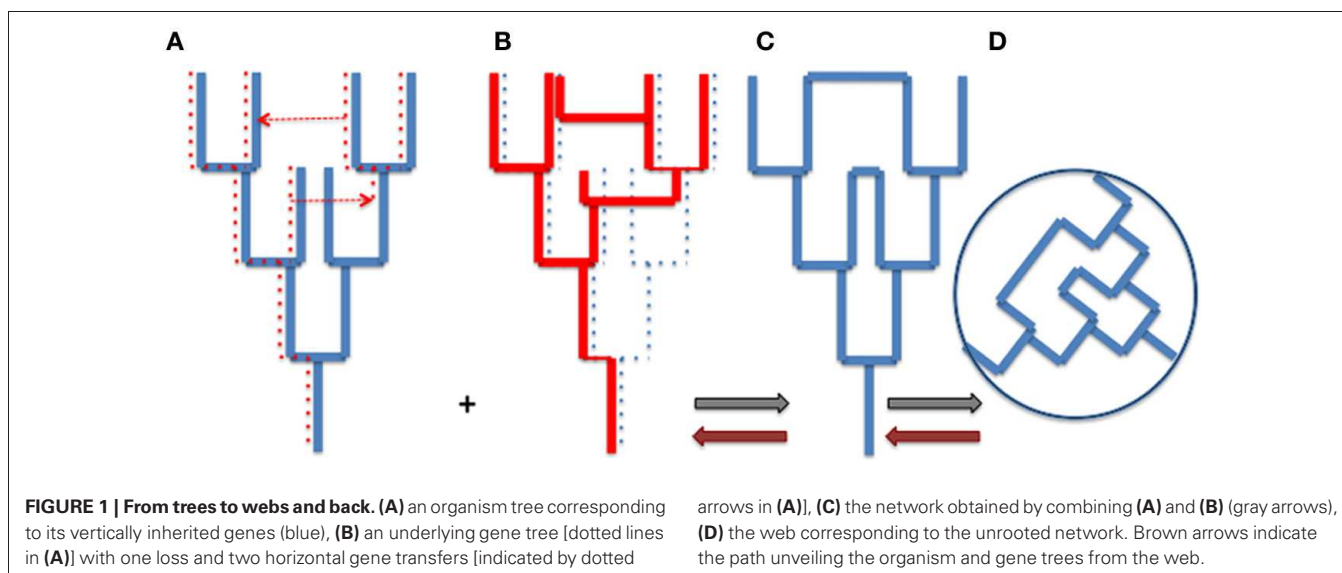 A
B
C
D
+
FIGURE 1 | From trees to webs and back. (A) an organism tree corresponding
to its vertically inherited genes (blue), (B) an underlying gene tree [dotted lines
in (A)] with one loss and two horizontal gene transfers [indicated by dotted
arrows in (A)], (C) the network obtained by combining (A) and (B) (gray arrows),
(D) the web corresponding to the unrooted network. Brown arrows indicate
the path unveiling the organism and gene trees from the web.